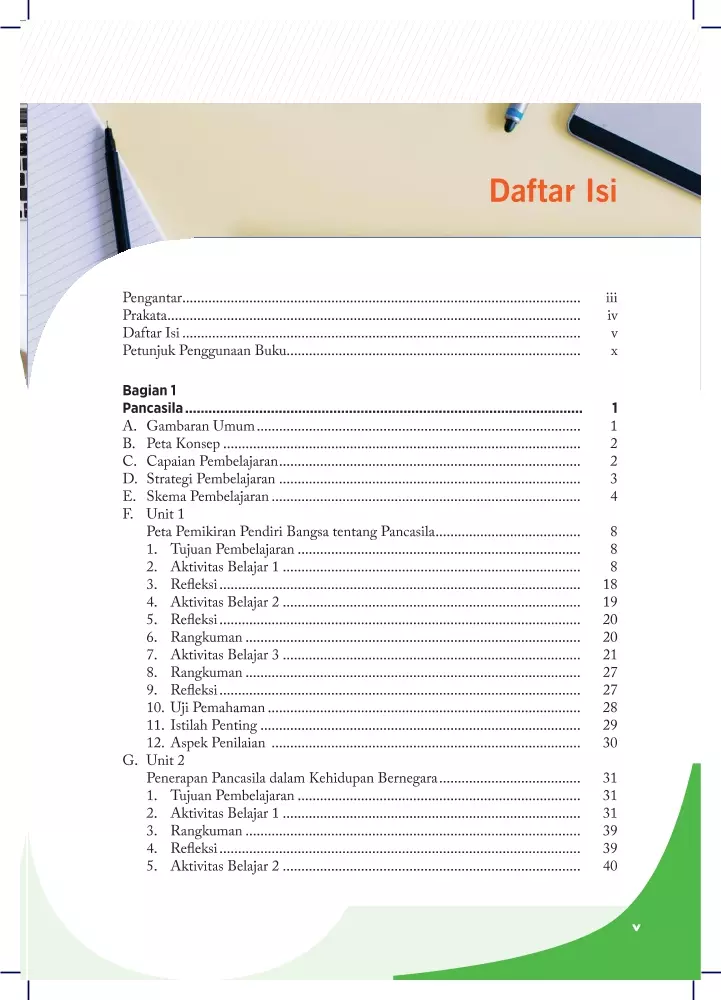 Daftar Isi
Pengantar.......... iii
Prakata.......... iv
Daftar Isi .......... v
Petunjuk Penggunaan Buku.......... x
Bagian 1
Pancasila .......... 1
A. Gambaran Umum .......... 1
B. Peta Konsep .......... 2
C. Capaian Pembelajaran.......... 2
D. Strategi Pembelajaran .......... 3
E. Skema Pembelajaran .......... 4
F. Unit 1
Peta Pemikiran Pendiri Bangsa tentang Pancasila.......... 8
1. Tujuan Pembelajaran .......... 8
2. Aktivitas Belajar 1 .......... 8
3. Refleksi .......... 18
4. Aktivitas Belajar 2 .......... 19
5. Refleksi .......... 20
6. Rangkuman .......... 20
7. Aktivitas Belajar 3 .......... 21
8. Rangkuman .......... 27
9. Refleksi .......... 27
10. Uji Pemahaman .......... 28
11. Istilah Penting .......... 29
12. Aspek Penilaian .......... 30
G. Unit 2
Penerapan Pancasila dalam Kehidupan Bernegara .......... 31
1. Tujuan Pembelajaran .......... 31
2. Aktivitas Belajar 1 .......... 31
3. Rangkuman .......... 39
4. Refleksi .......... 39
5. Aktivitas Belajar 2 .......... 40
v